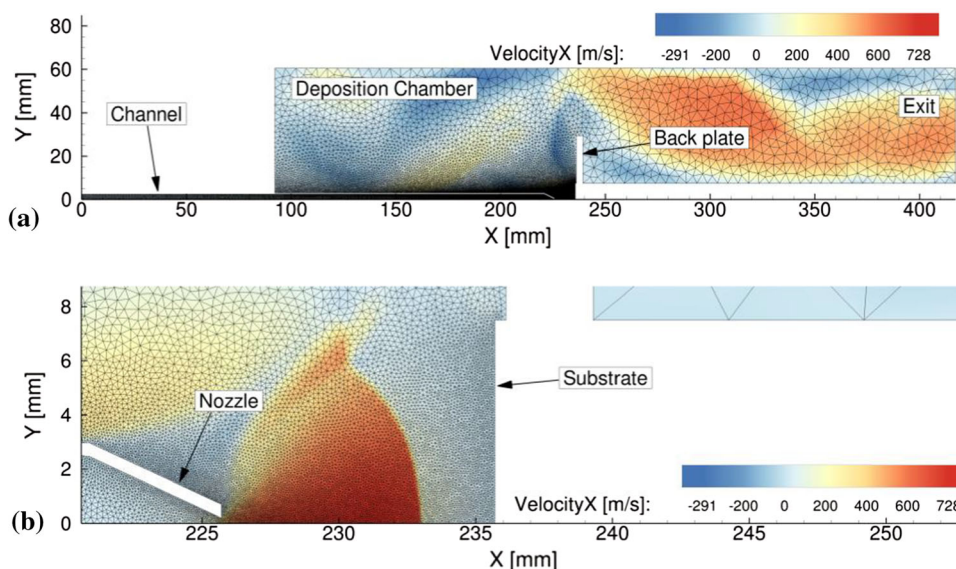 VelocityX [m/s]:
-291 -200 0 200 400 600 728
80
60
40
20
0
Y [mm]
Deposition Chamber
Channel
Exit
Back plate
(a)
0 50 100 150 200 250 300 350 400
X [mm]
8
6
4
2
0
Y [mm]
Nozzle
Substrate
VelocityX [m/s]:
-291 -200 0 200 400 600 728
(b)
225 230 240 245 250
X [mm]